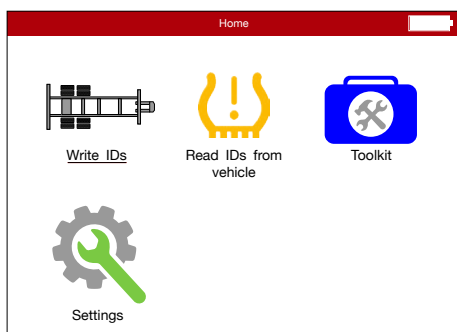 Home
Write IDs
Read IDs from
vehicle
Toolkit
Settings